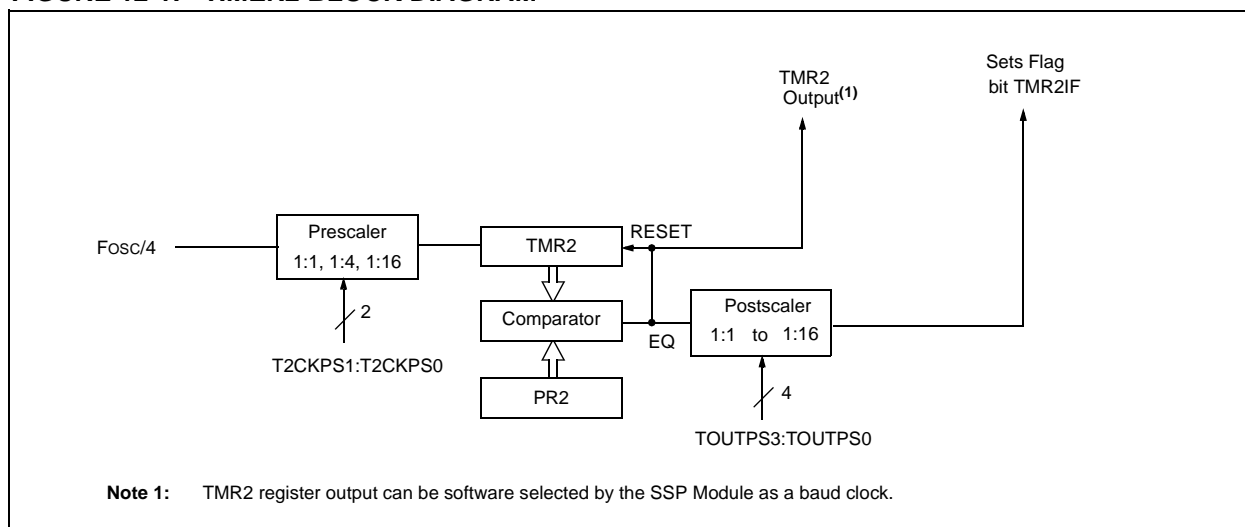 TMR2
Output(1)
Sets Flag
bit TMR2IF
FOSC/4
Prescaler
1:1, 1:4, 1:16
2
T2CKPS1:T2CKPS0
TMR2
RESET
Comparator
EQ
PR2
Postscaler
1:1 to 1:16
4
TOUTPS3:TOUTPS0
Note 1: TMR2 register output can be software selected by the SSP Module as a baud clock.